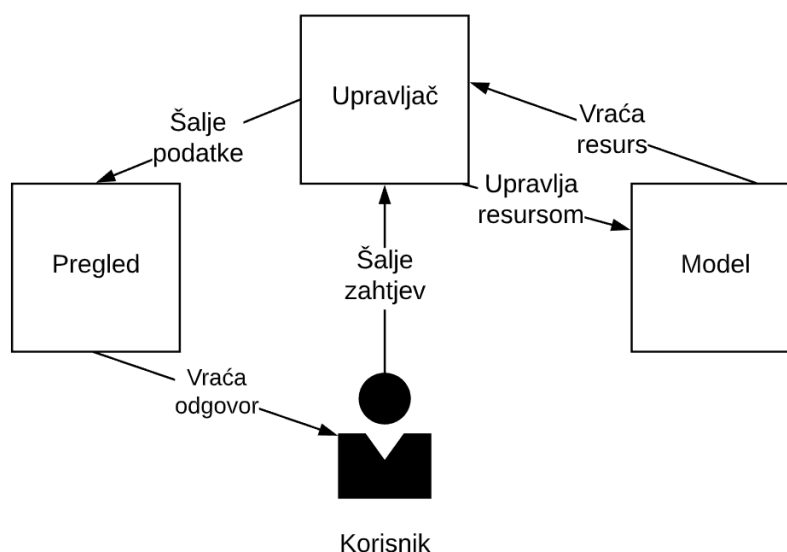 Upravljač
Šalje
podatke
Vraća
resurs
Upravlja
resursom
Pregled
Model
Šalje
zahtjev
Vraća
odgovor
Korisnik